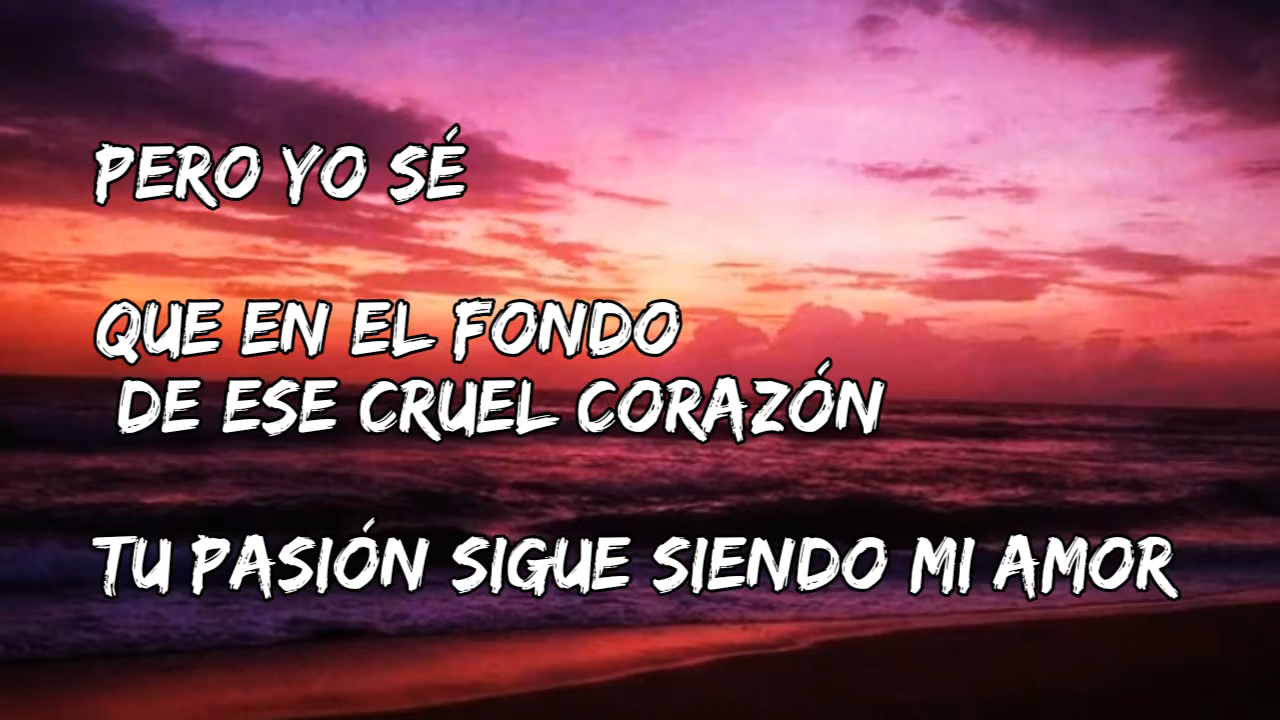 PERO YO SÉ
QUE EN EL FONDO
DE ESE CRUEL CORAZÓN
TU PASIÓN SIGUE SIENDO MI AMOR